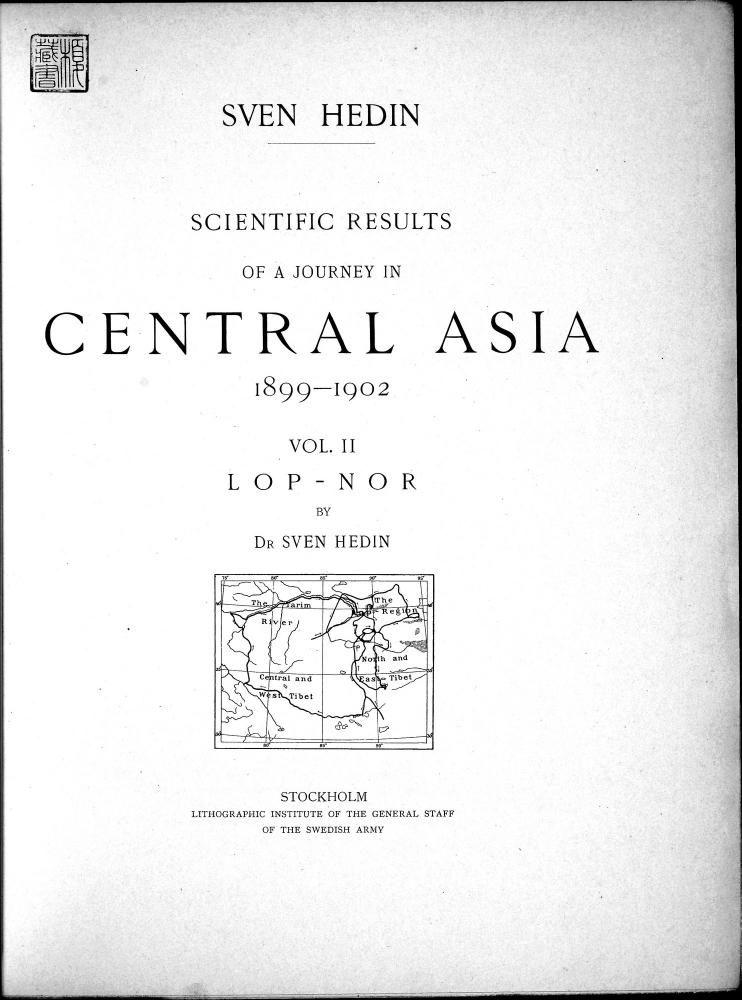 SVEN HEDIN
SCIENTIFIC RESULTS
OF A JOURNEY IN
CENTRAL ASIA
1899—1902
VOL. II
LOP-NOR
BY
DR SVEN HEDIN
The Tarim
River
The
Lop-Region
North and
East-Tibet
Central and
West Tibet
STOCKHOLM
LITHOGRAPHIC INSTITUTE OF THE GENERAL STAFF
OF THE SWEDISH ARMY